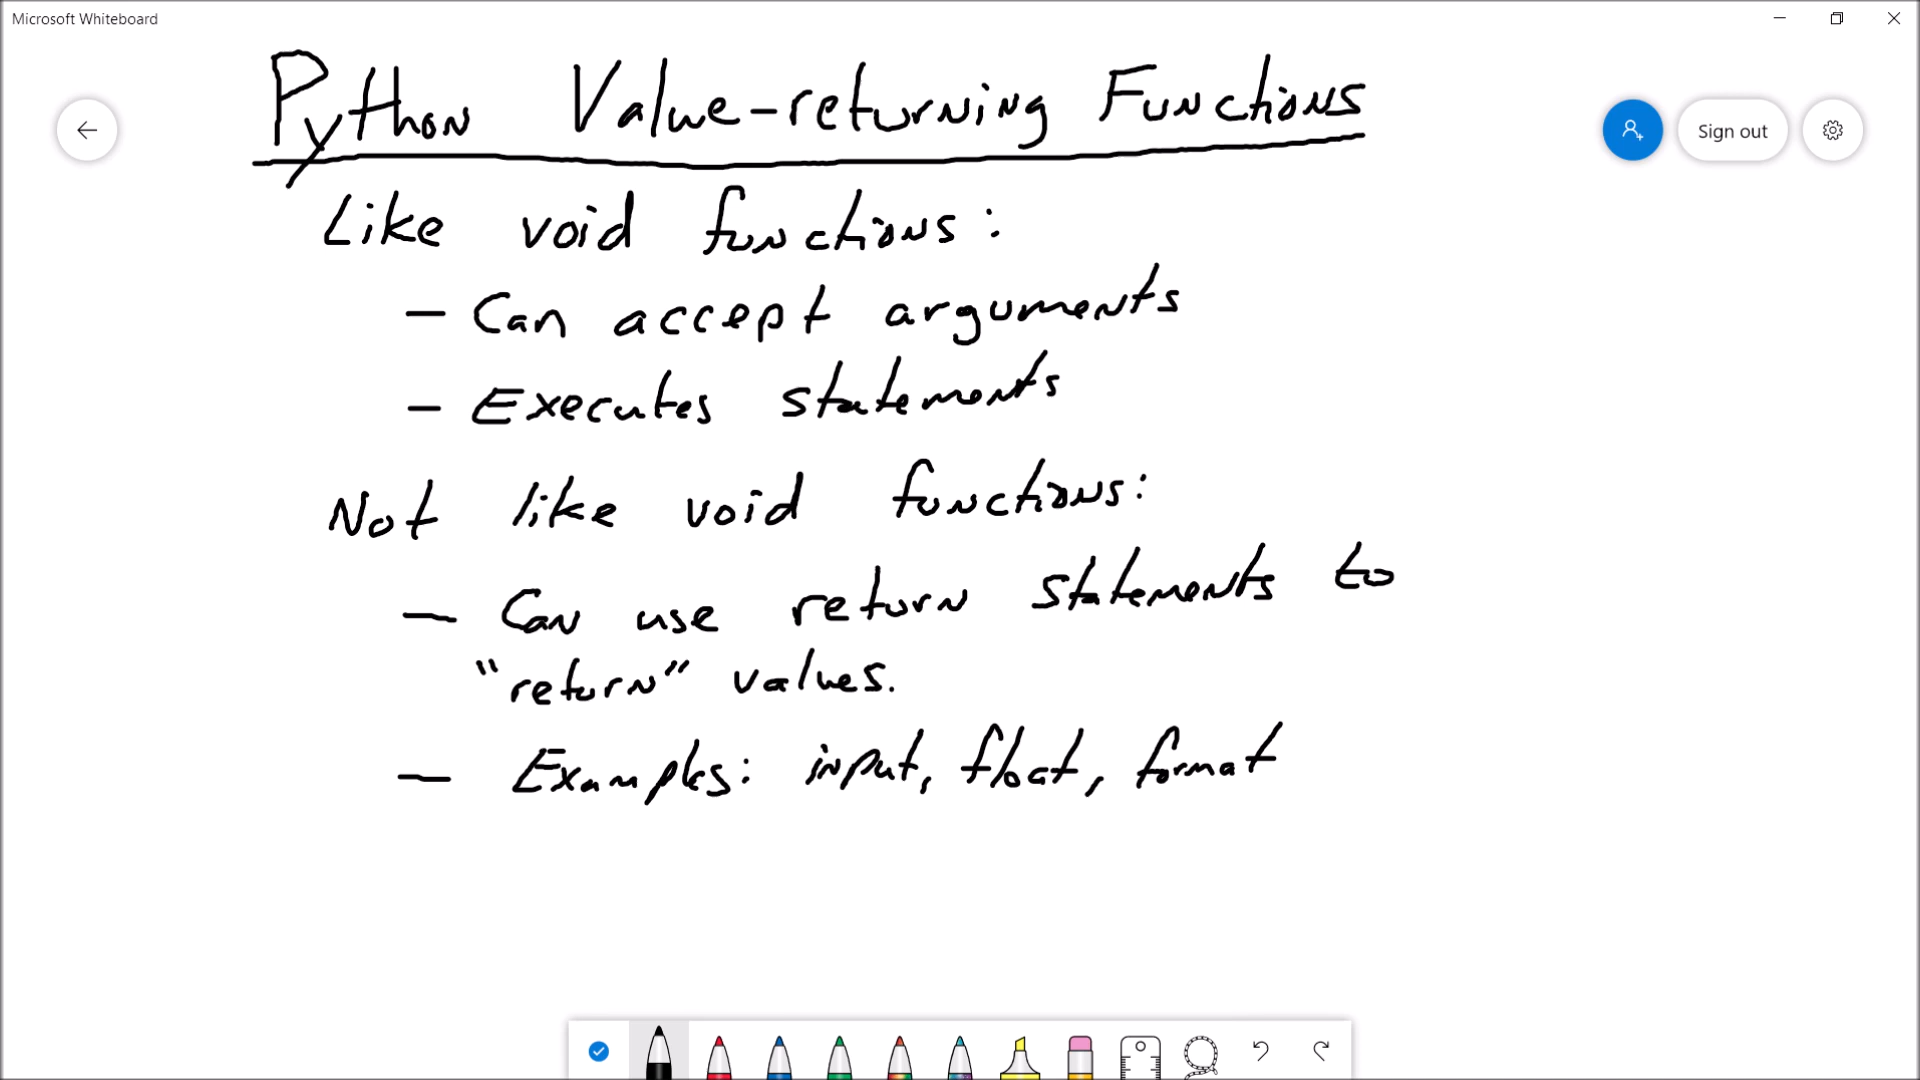 Microsoft Whiteboard
Python Value-returning Functions
Sign out
Like void functions:
- Can accept arguments
- Executes statements
Not like void functions:
- Can use return statements to
"return" values.
- Examples: input, float, format